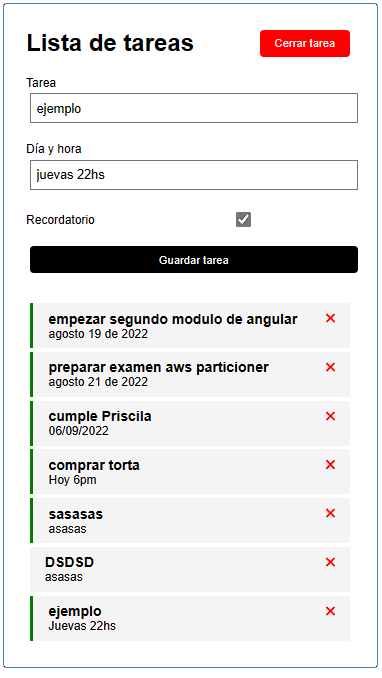 Lista de tareas
Cerrar tarea
Tarea
ejemplo
Día y hora
juevas 22hs
Recordatorio
Guardar tarea
empezar segundo modulo de angular
agosto 19 de 2022
preparar examen aws particioner
agosto 21 de 2022
cumple Priscila
06/09/2022
comprar torta
Hoy 6pm
sasasas
asasas
DSDSD
asasas
ejemplo
Juevas 22hs